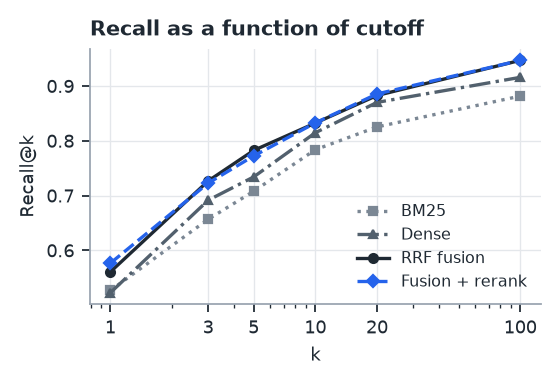 Recall as a function of cutoff
Recall@k
0.9
0.8
0.7
0.6
BM25
Dense
RRF fusion
Fusion + rerank
1 3 5 10 20 100
k